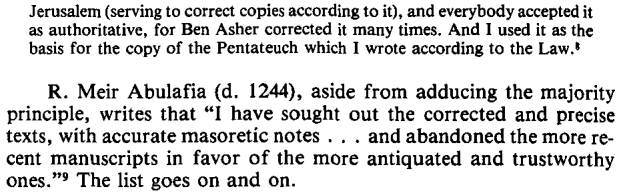 Jerusalem (serving to correct copies according to it), and everybody accepted it
as authoritative, for Ben Asher corrected it many times. And I used it as the
basis for the copy of the Pentateuch which I wrote according to the Law.⁸
R. Meir Abulafia (d. 1244), aside from adducing the majority
principle, writes that “I have sought out the corrected and precise
texts, with accurate masoretic notes . . . and abandoned the more re-
cent manuscripts in favor of the more antiquated and trustworthy
ones.”⁹ The list goes on and on.